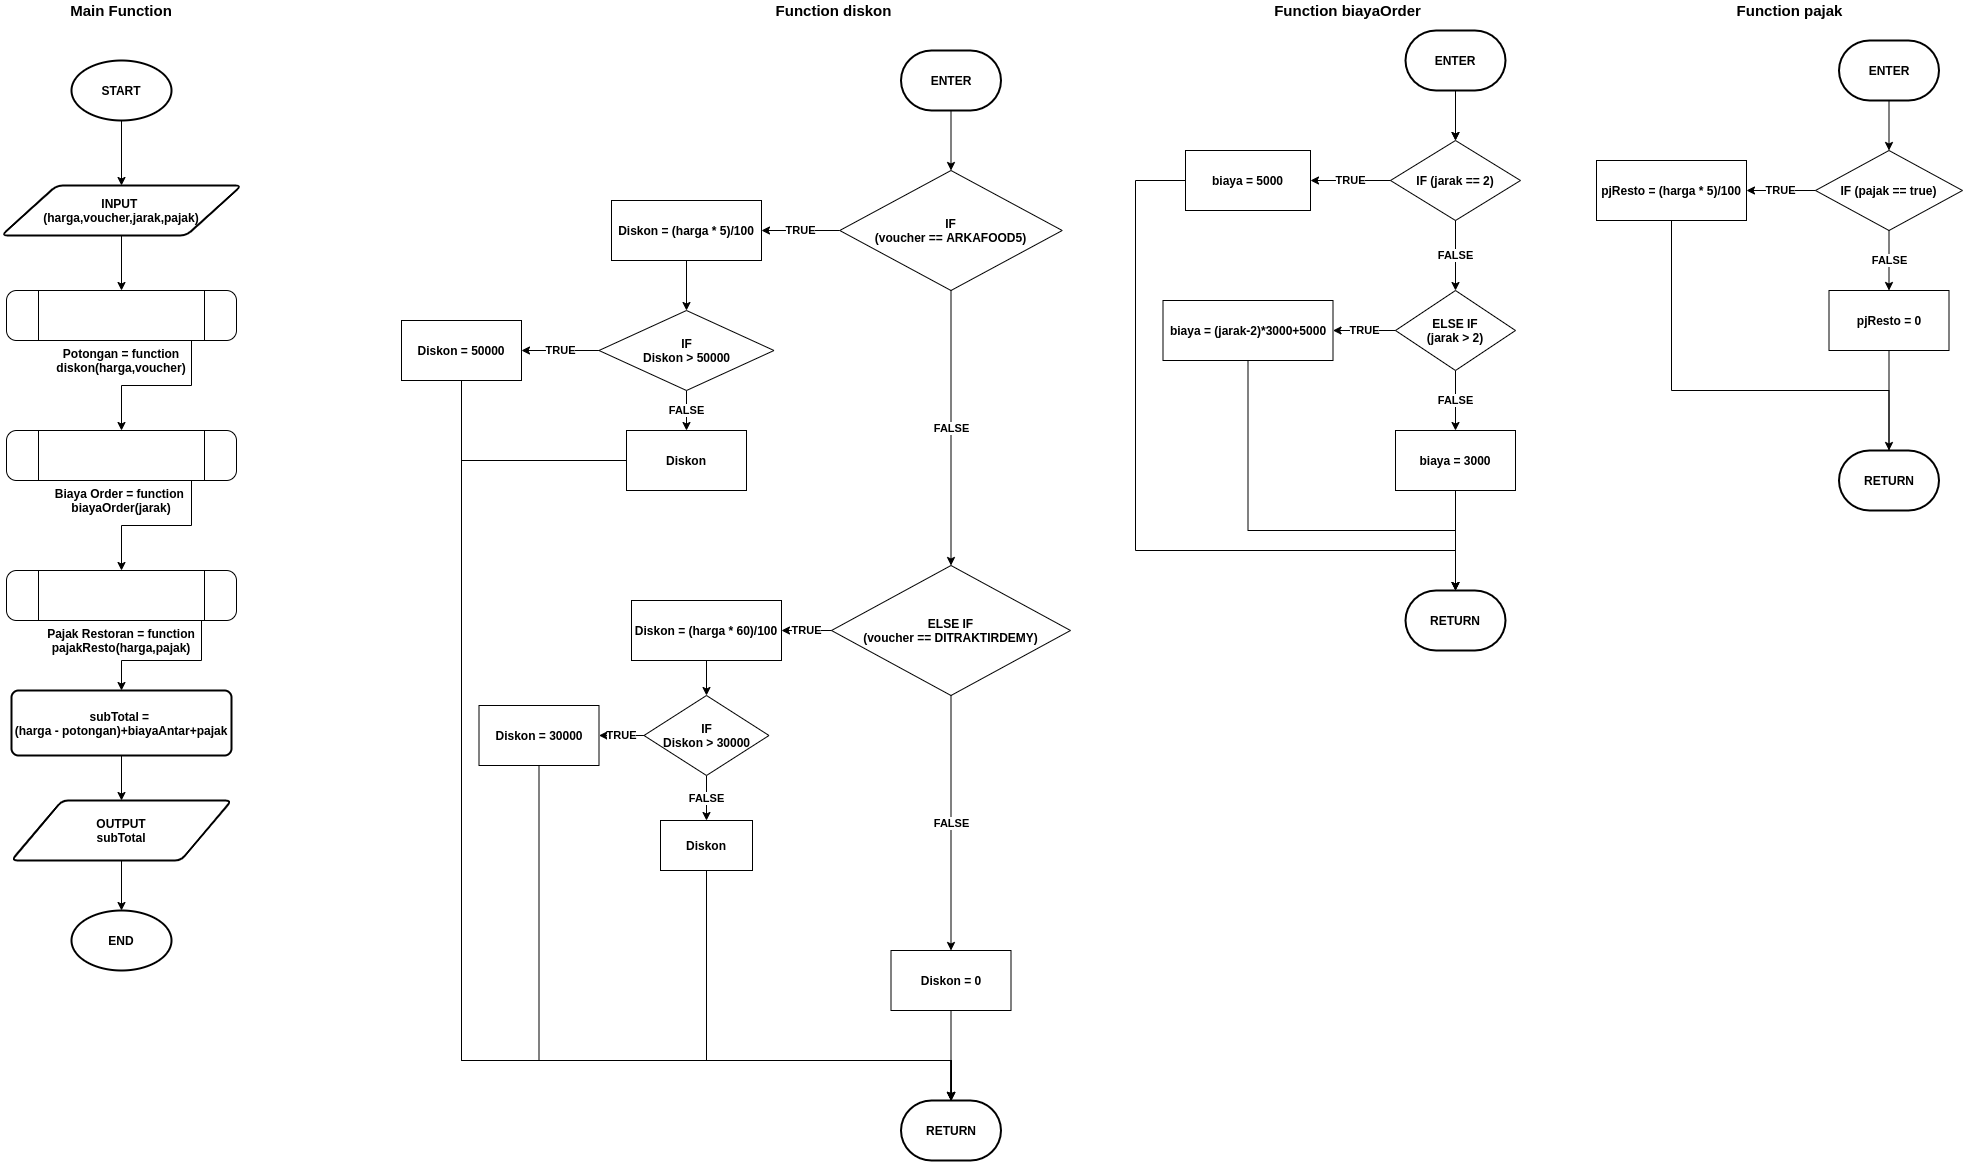 Main Function
START
INPUT
(harga,voucher,jarak,pajak)
Potongan = function
diskon(harga,voucher)
Biaya Order = function
biayaOrder(jarak)
Pajak Restoran = function
pajakResto(harga,pajak)
subTotal =
(harga - potongan)+biayaAntar+pajak
OUTPUT
subTotal
END
Function diskon
ENTER
IF
(voucher == ARKAFOOD5)
TRUE
Diskon = (harga * 5)/100
IF
Diskon > 50000
TRUE
Diskon = 50000
FALSE
Diskon
FALSE
ELSE IF
(voucher == DITRAKTIRDEMY)
TRUE
Diskon = (harga * 60)/100
IF
Diskon > 30000
TRUE
Diskon = 30000
FALSE
Diskon
FALSE
Diskon = 0
RETURN
Function biayaOrder
ENTER
IF (jarak == 2)
TRUE
biaya = 5000
FALSE
ELSE IF
(jarak > 2)
TRUE
biaya = (jarak-2)*3000+5000
FALSE
biaya = 3000
RETURN
Function pajak
ENTER
IF (pajak == true)
TRUE
pjResto = (harga * 5)/100
FALSE
pjResto = 0
RETURN